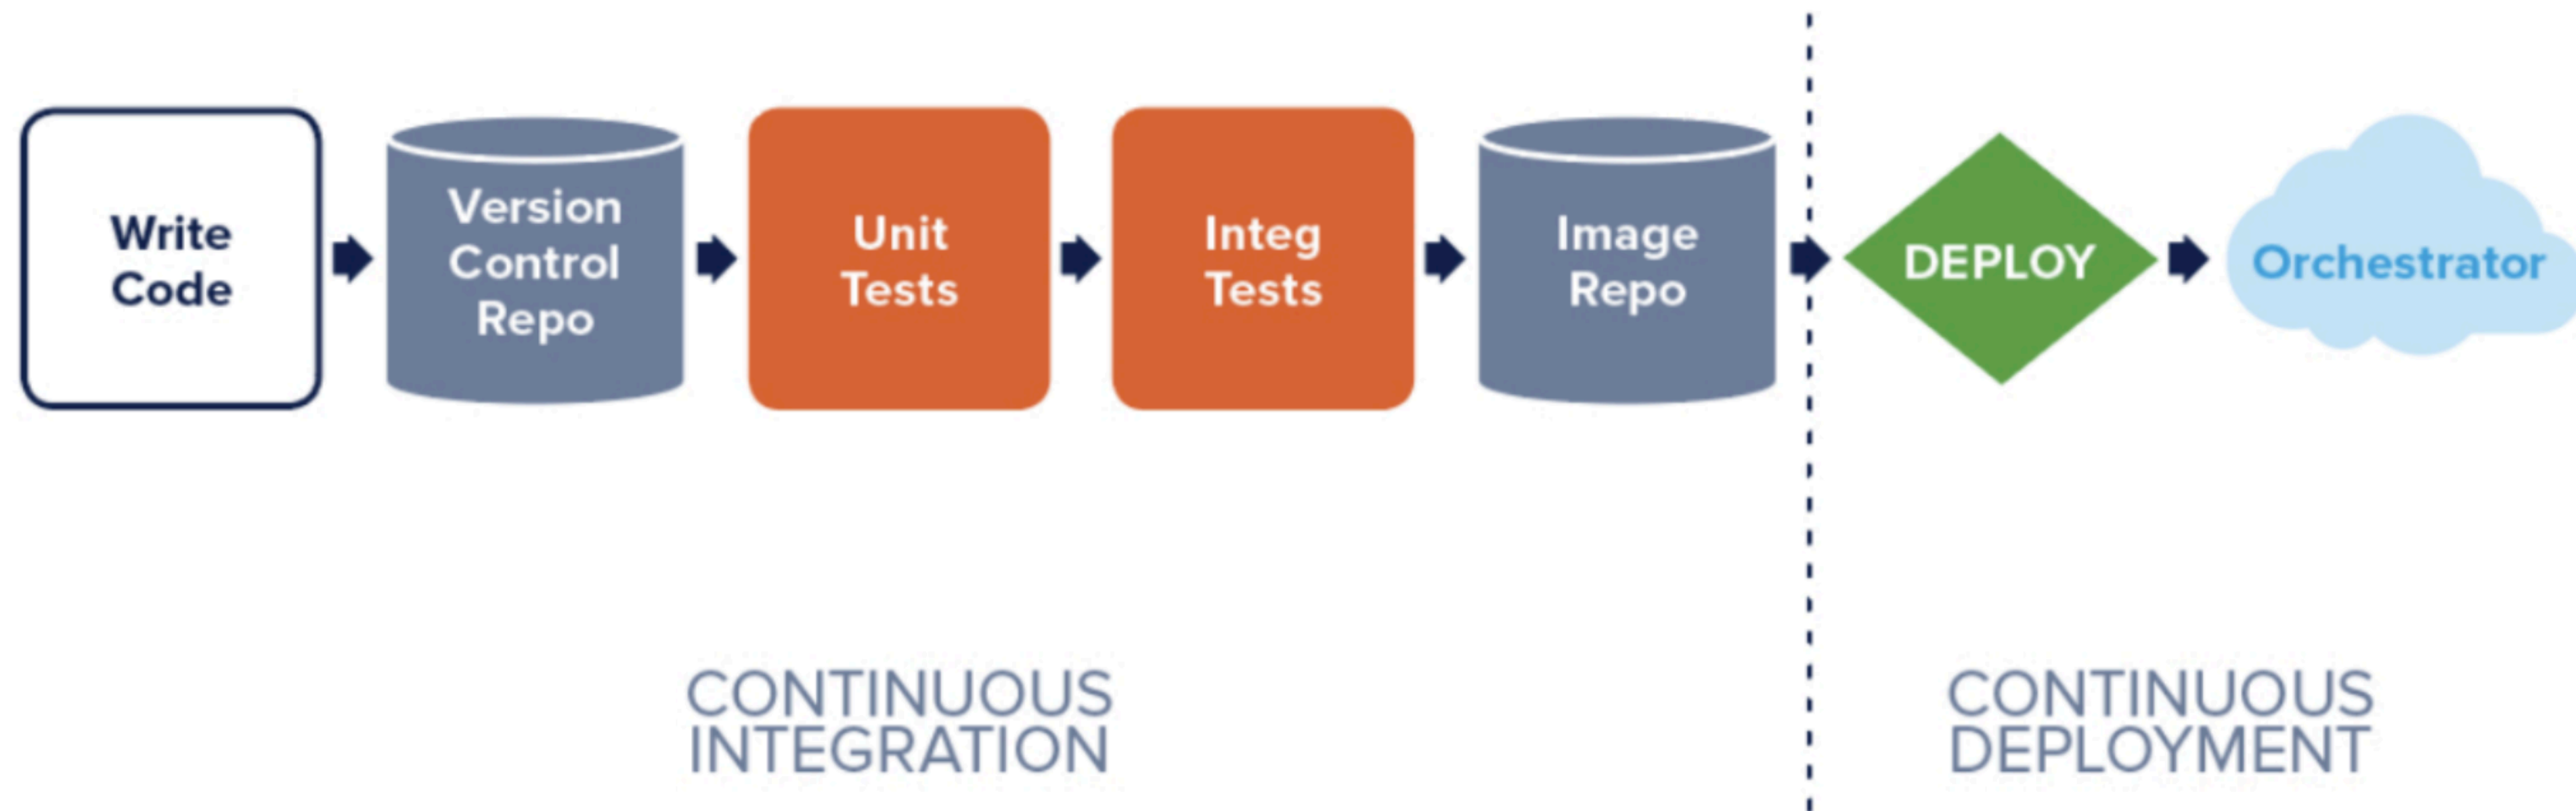 Write
Code
Version
Control
Repo
Unit
Tests
Integ
Tests
Image
Repo
DEPLOY
Orchestrator
CONTINUOUS
INTEGRATION
CONTINUOUS
DEPLOYMENT